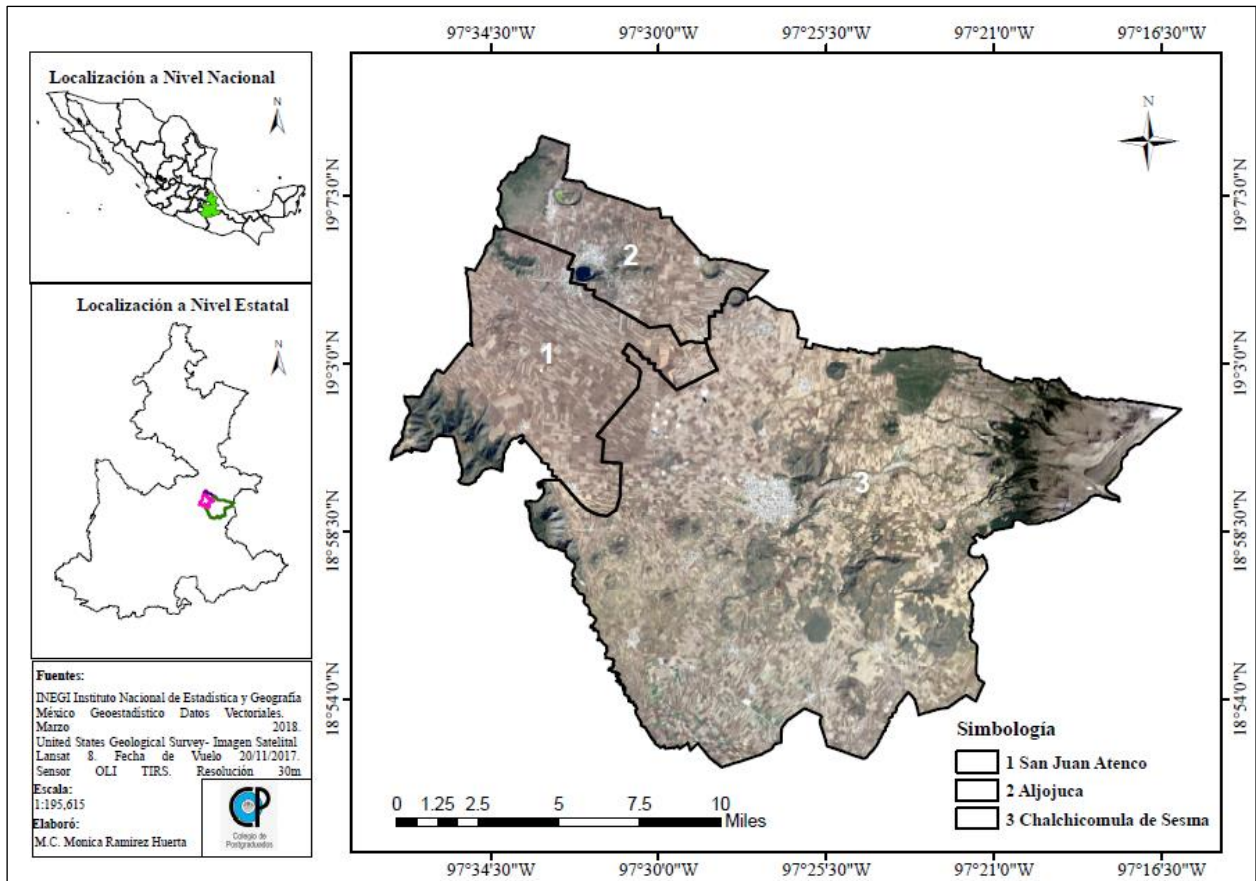 Localización a Nivel Nacional
N
Localización a Nivel Estatal
N
Fuentes:
INEGI Instituto Nacional de Estadística y Geografía
México Geoestadístico Datos Vectoriales.
Marzo 2018.
United States Geological Survey- Imagen Satelital
Lansat 8. Fecha de Vuelo 20/11/2017.
Sensor OLI TIRS. Resolución 30m
Escala:
1:195,615
Elaboró:
M.C. Monica Ramírez Huerta
CP
Colegio de
Postgraduados
97°34'30"W 97°30'0"W 97°25'30"W 97°21'0"W 97°16'30"W
19°7'30"N
19°3'0"N
18°58'30"N
18°54'0"N
N
2
1
3
19°7'30"N
19°3'0"N
18°58'30"N
18°54'0"N
Simbología
1 San Juan Atenco
2 Aljojuca
3 Chalchicomula de Sesma
0 1.25 2.5 5 7.5 10
Miles
97°34'30"W 97°30'0"W 97°25'30"W 97°21'0"W 97°16'30"W